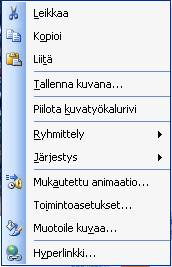 Leikkaa
Kopioi
Liitä
Tallenna kuvana...
Piilota kuvatyökalurivi
Ryhmittely
Järjestys
Mukautettu animaatio...
Toimintoasetukset...
Muotoile kuvaa...
Hyperlinkki...